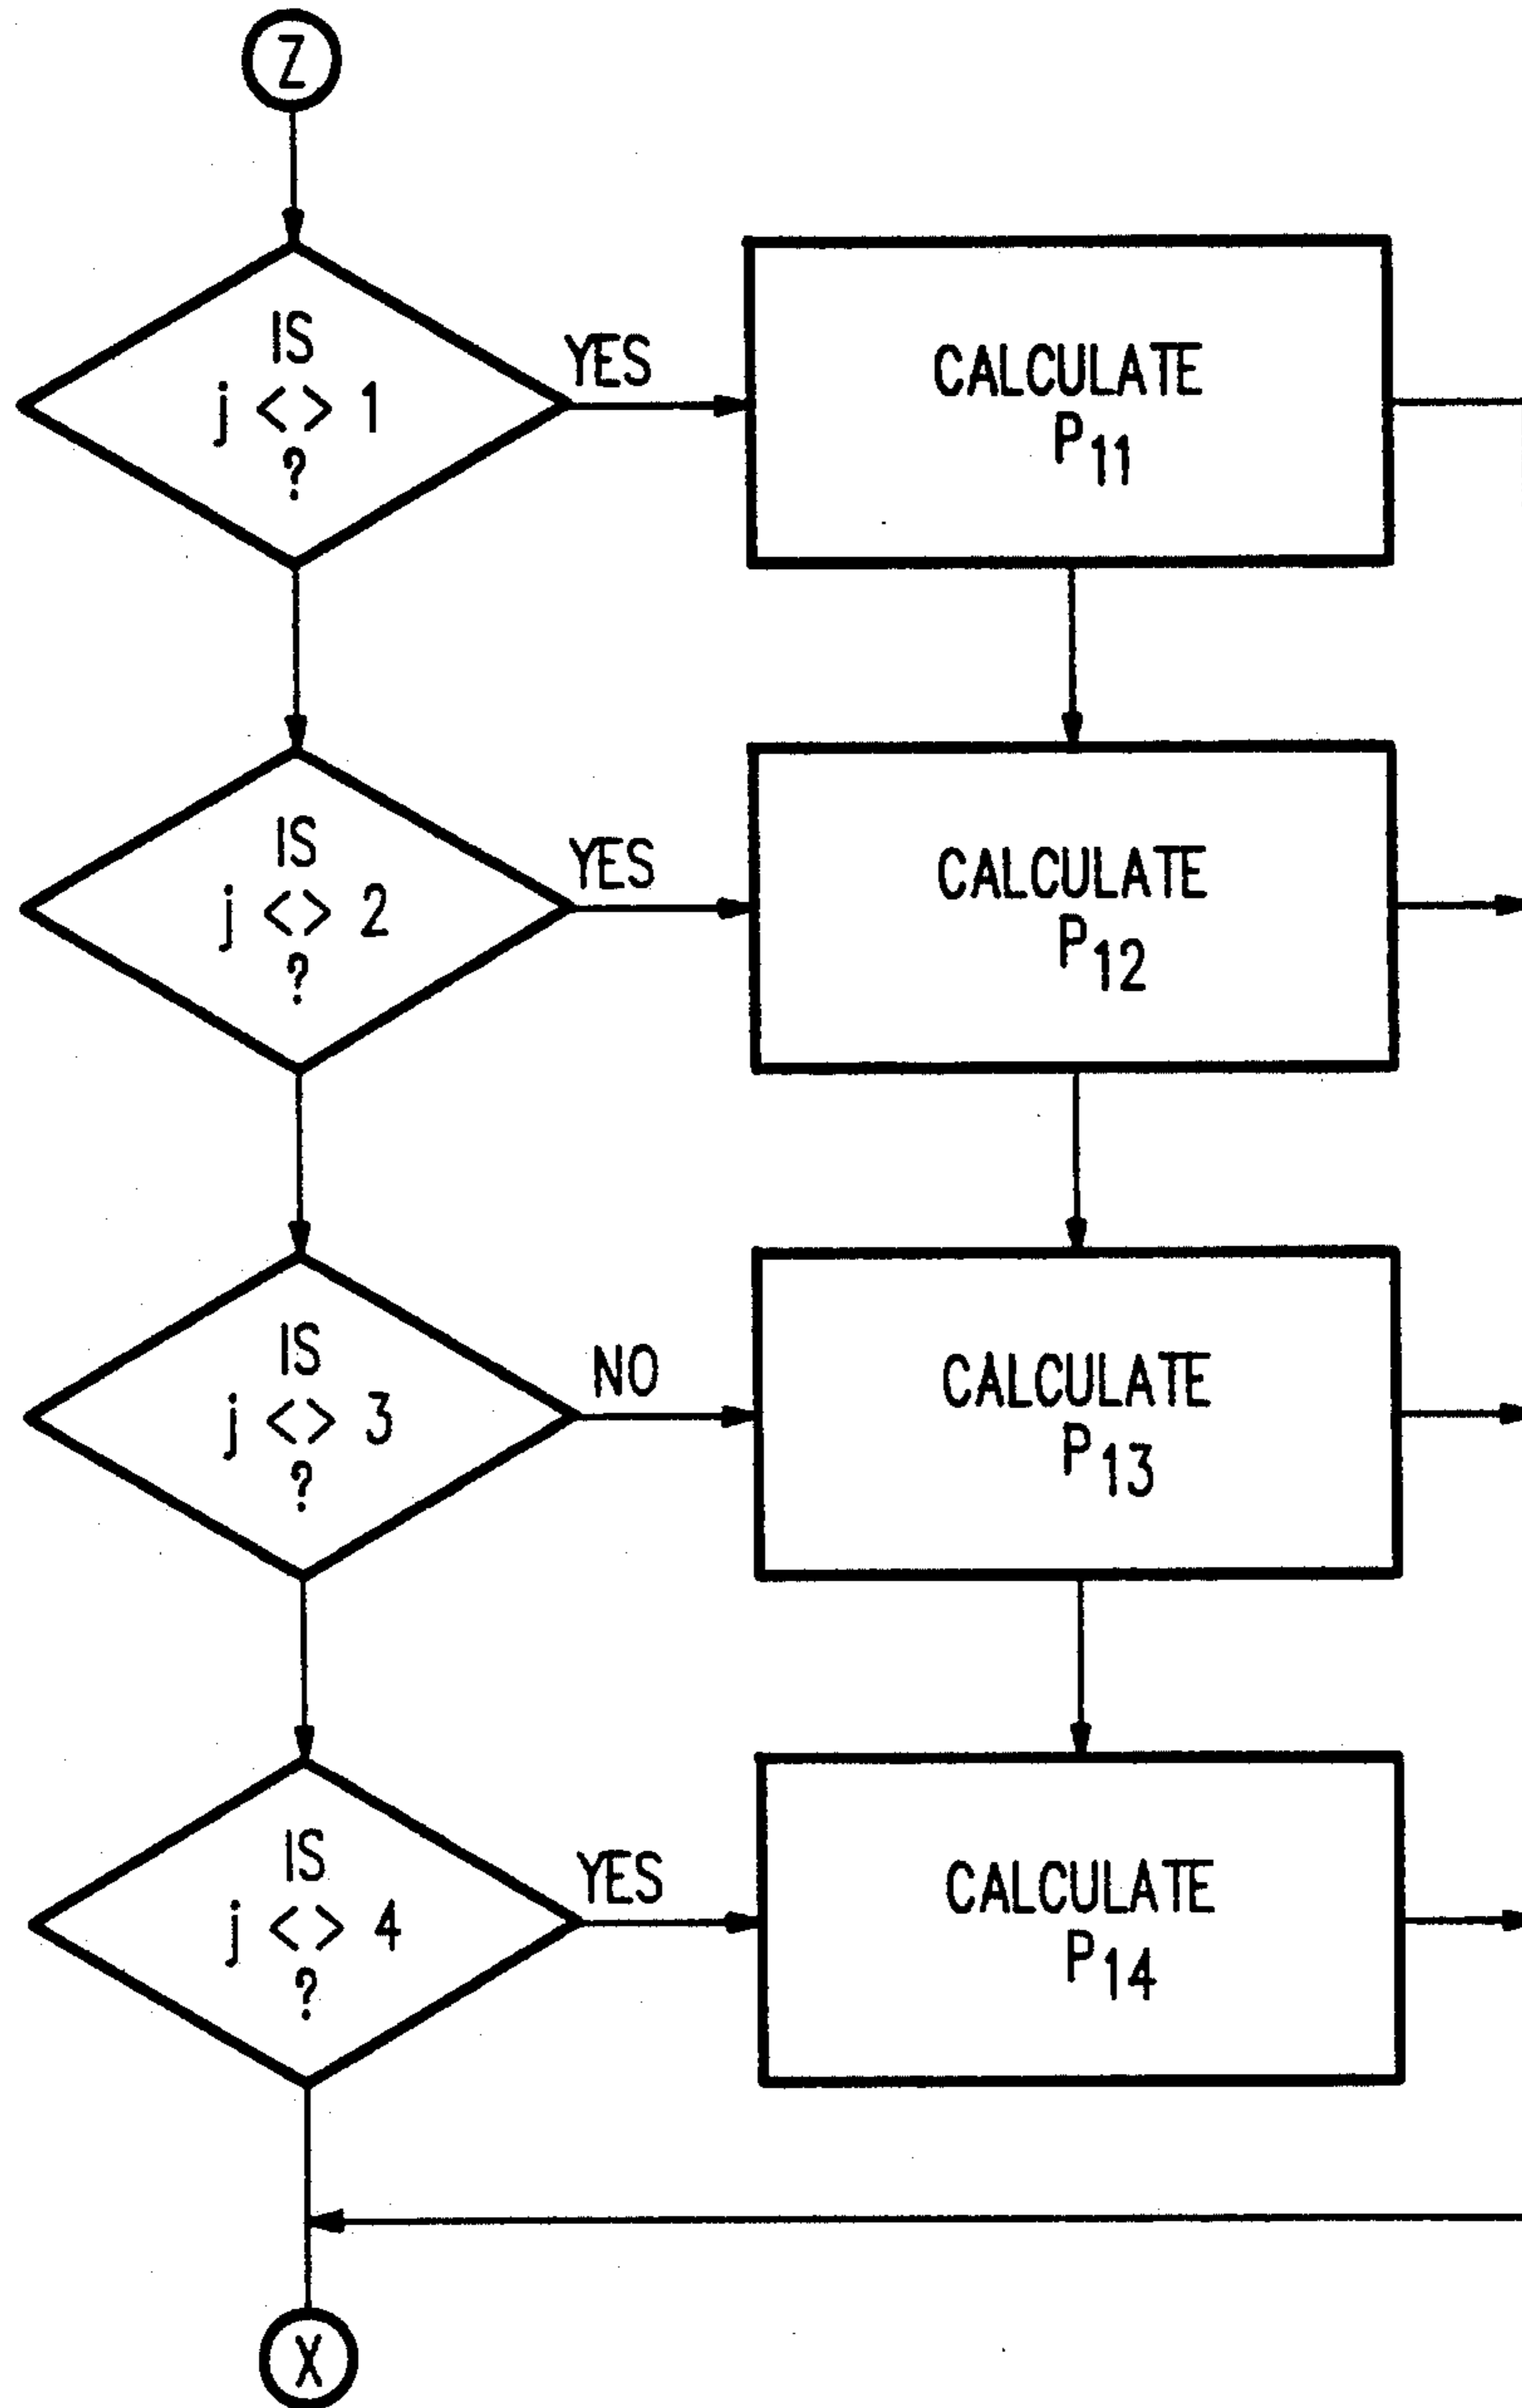 Z
IS
j <> 1
?
YES
CALCULATE
P11
IS
j <> 2
?
YES
CALCULATE
P12
IS
j <> 3
?
NO
CALCULATE
P13
IS
j <> 4
?
YES
CALCULATE
P14
X